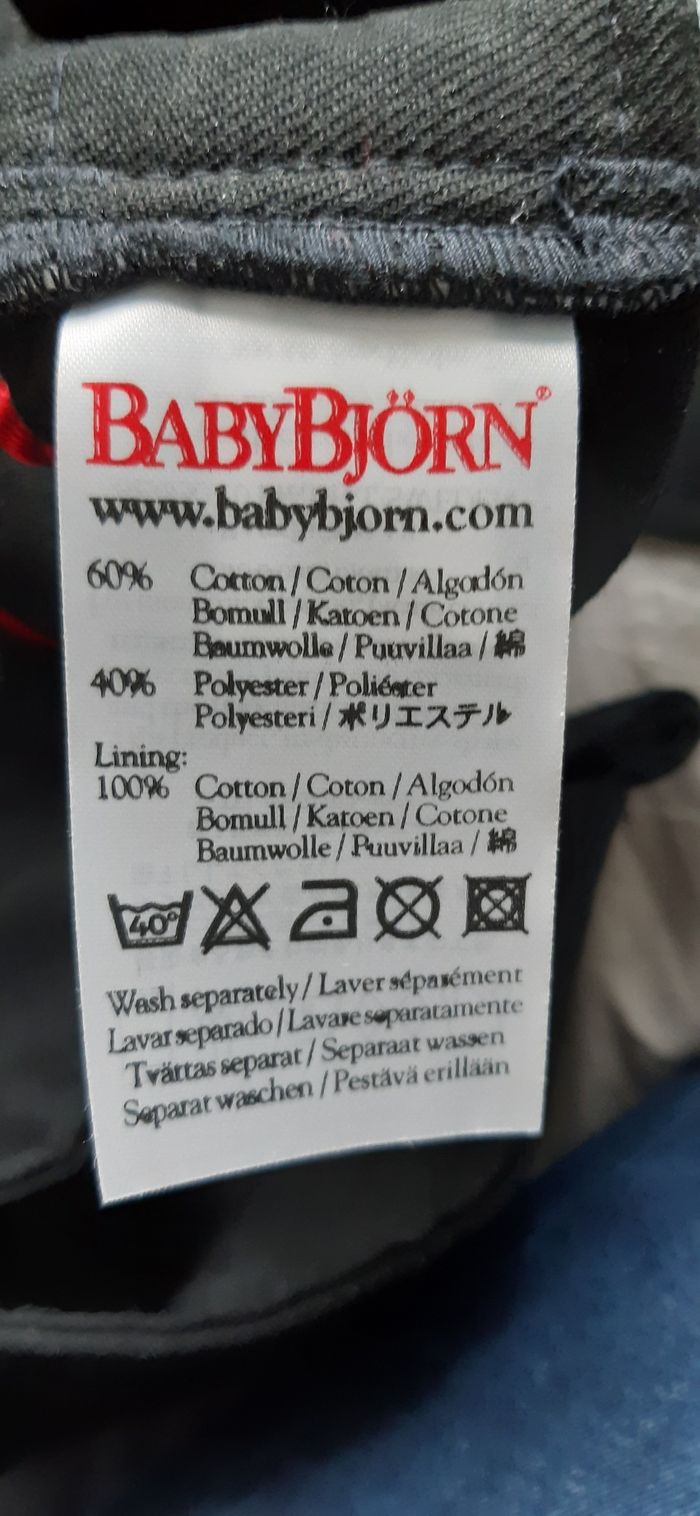 BABYBJÖRN®
www.babybjorn.com
60% Cotton / Coton / Algodón
Bomull / Katoen / Cotone
Baumwolle / Puuvillaa / 綿
40% Polyester / Poliéster
Polyesteri / ポリエステル
Lining:
100% Cotton / Coton / Algodón
Bomull / Katoen / Cotone
Baumwolle / Puuvillaa / 綿
40°
Wash separately / Laver séparément
Lavar separado / Lavare separatamente
Tvättas separat / Separaat wassen
Separat waschen / Pestävä erillään